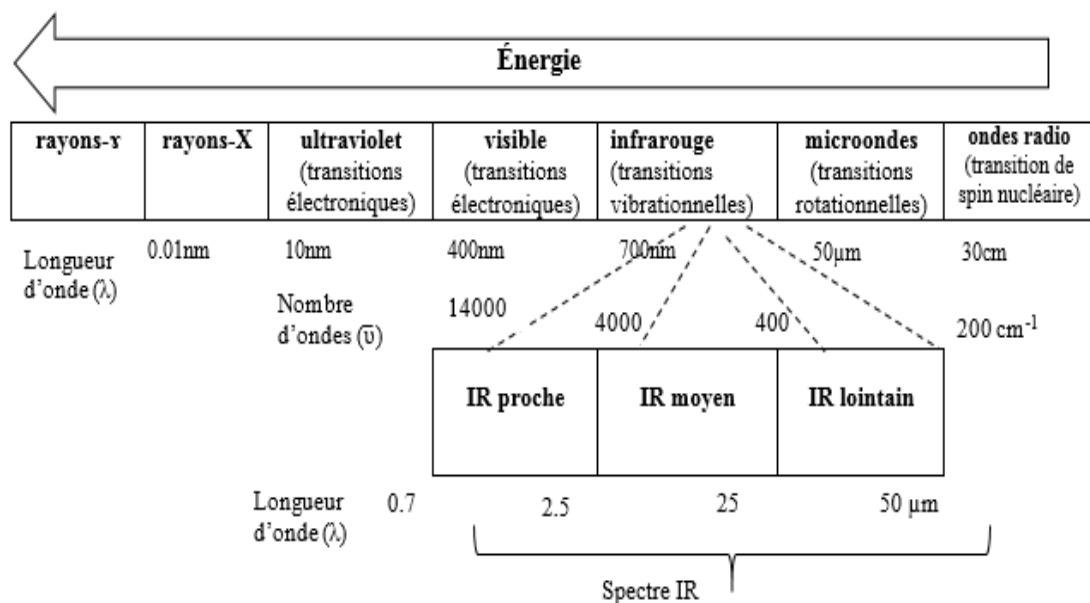 Énergie
rayons-ɤ rayons-X ultraviolet visible infrarouge microondes ondes radio
(transitions (transitions (transitions (transitions (transition de
électroniques) électroniques) vibrationnelles) rotationnelles) spin nucléaire)
Longueur d'onde (λ) 0.01nm 10nm 400nm 700nm 50µm 30cm
Nombre d'ondes (ῡ) 14000 4000 400 200 cm⁻¹
IR proche IR moyen IR lointain
Longueur d'onde (λ) 0.7 2.5 25 50 µm
Spectre IR